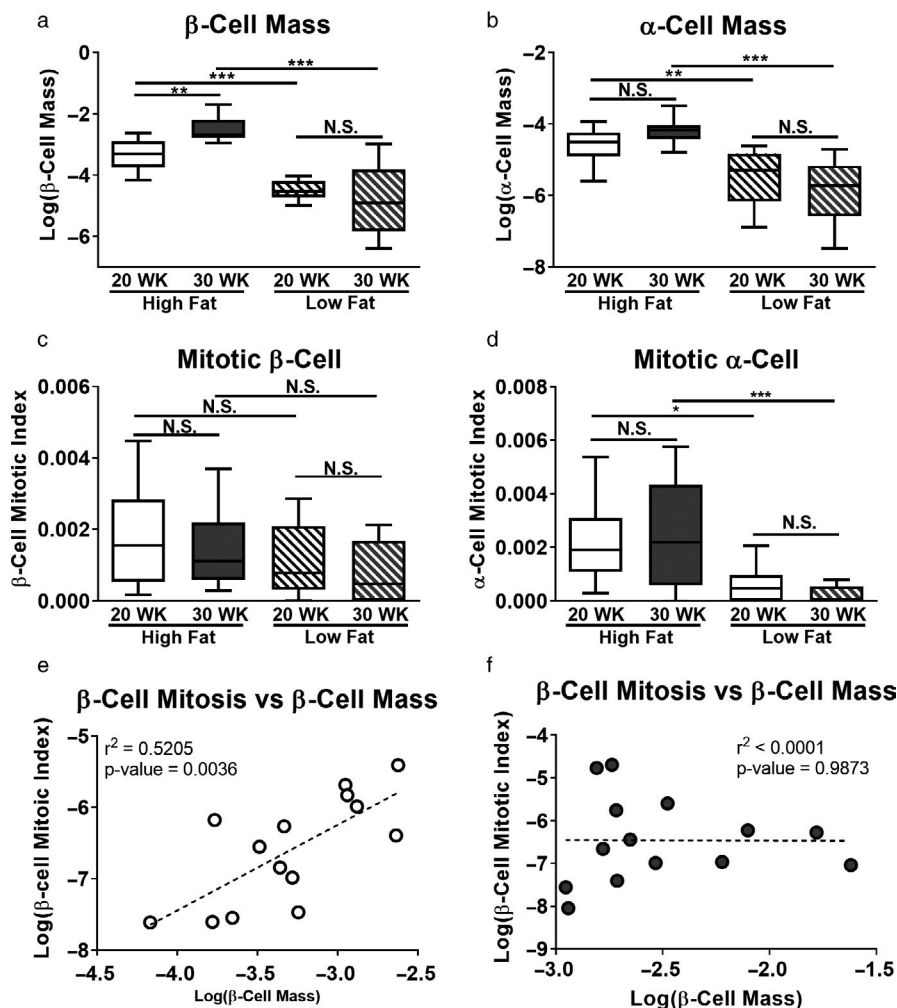 a
β-Cell Mass
Log(β-Cell Mass)
0
−2
−4
−6
***
***
**
N.S.
20 WK 30 WK 20 WK 30 WK
High Fat Low Fat
b
α-Cell Mass
Log(α-Cell Mass)
−2
−4
−6
−8
***
**
N.S.
N.S.
20 WK 30 WK 20 WK 30 WK
High Fat Low Fat
c
Mitotic β-Cell
β-Cell Mitotic Index
0.006
0.004
0.002
0.000
N.S.
N.S.
N.S.
N.S.
20 WK 30 WK 20 WK 30 WK
High Fat Low Fat
d
Mitotic α-Cell
α-Cell Mitotic Index
0.008
0.006
0.004
0.002
0.000
***
*
N.S.
N.S.
20 WK 30 WK 20 WK 30 WK
High Fat Low Fat
e
β-Cell Mitosis vs β-Cell Mass
Log(β-cell Mitoic Index)
r² = 0.5205
p-value = 0.0036
−5
−6
−7
−8
−4.5 −4.0 −3.5 −3.0 −2.5
Log(β-Cell Mass)
f
β-Cell Mitosis vs β-Cell Mass
Log(β-Cell Mitotic Index)
r² < 0.0001
p-value = 0.9873
−4
−5
−6
−7
−8
−9
−3.0 −2.5 −2.0 −1.5
Log(β-Cell Mass)